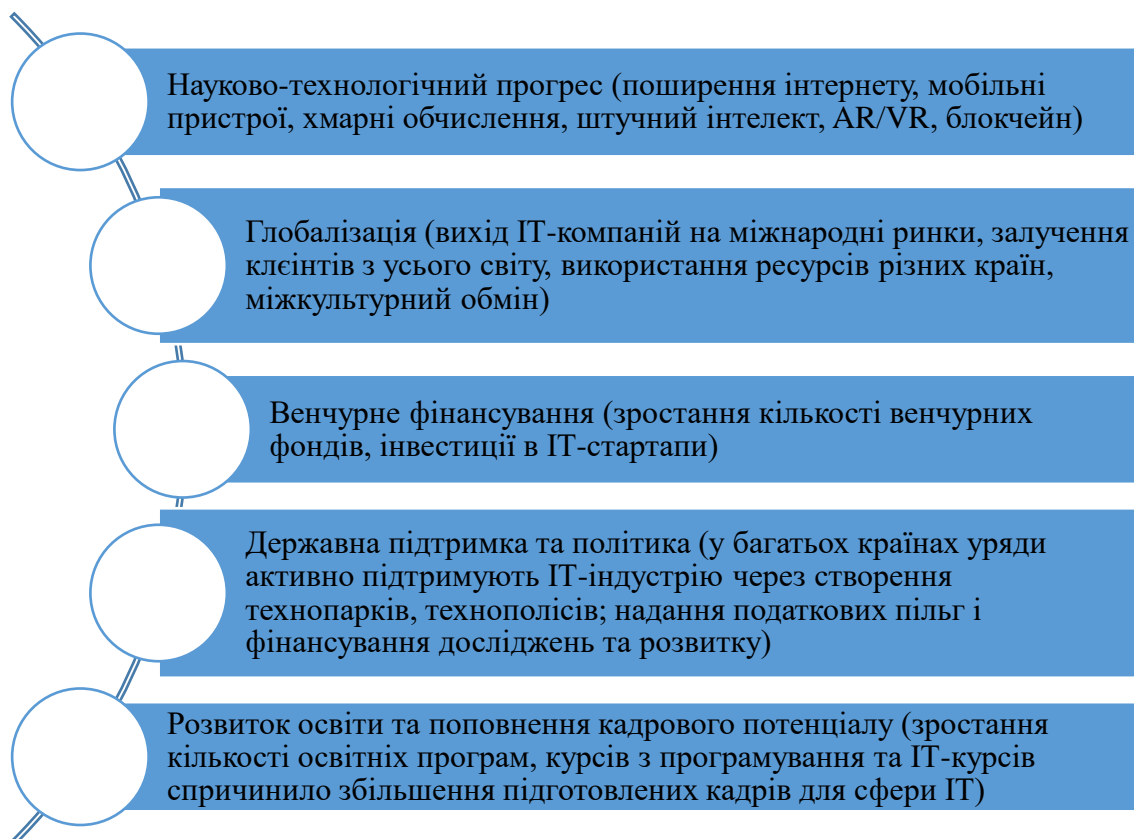 Науково-технологічний прогрес (поширення інтернету, мобільні
пристрої, хмарні обчислення, штучний інтелект, AR/VR, блокчейн)
Глобалізація (вихід ІТ-компаній на міжнародні ринки, залучення
клєінтів з усього світу, використання ресурсів різних країн,
міжкультурний обмін)
Венчурне фінансування (зростання кількості венчурних
фондів, інвестиції в ІТ-стартапи)
Державна підтримка та політика (у багатьох країнах уряди
активно підтримують ІТ-індустрію через створення
технопарків, технополісів; надання податкових пільг і
фінансування досліджень та розвитку)
Розвиток освіти та поповнення кадрового потенціалу (зростання
кількості освітніх програм, курсів з програмування та ІТ-курсів
спричинило збільшення підготовлених кадрів для сфери ІТ)